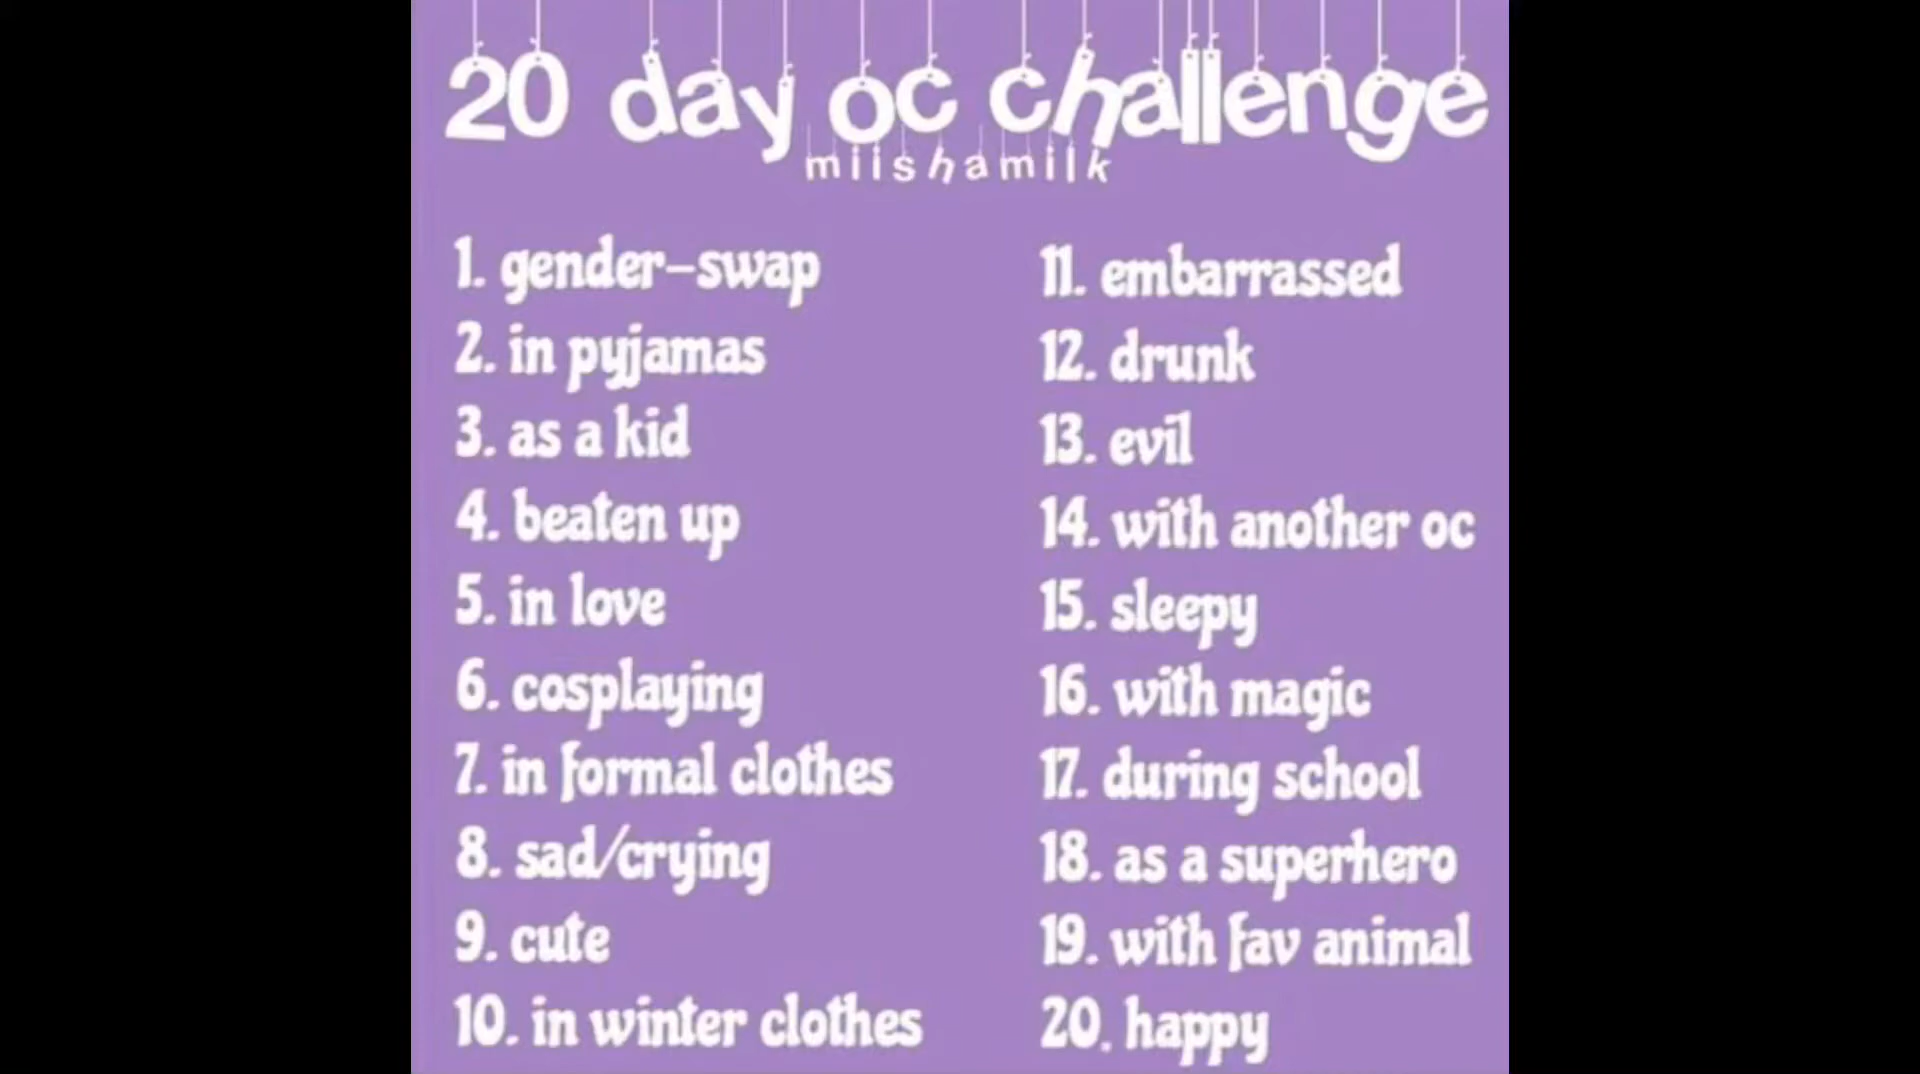 20 day oc challenge
miishamilk
1. gender-swap
2. in pyjamas
3. as a kid
4. beaten up
5. in love
6. cosplaying
7. in formal clothes
8. sad/crying
9. cute
10. in winter clothes
11. embarrassed
12. drunk
13. evil
14. with another oc
15. sleepy
16. with magic
17. during school
18. as a superhero
19. with fav animal
20. happy